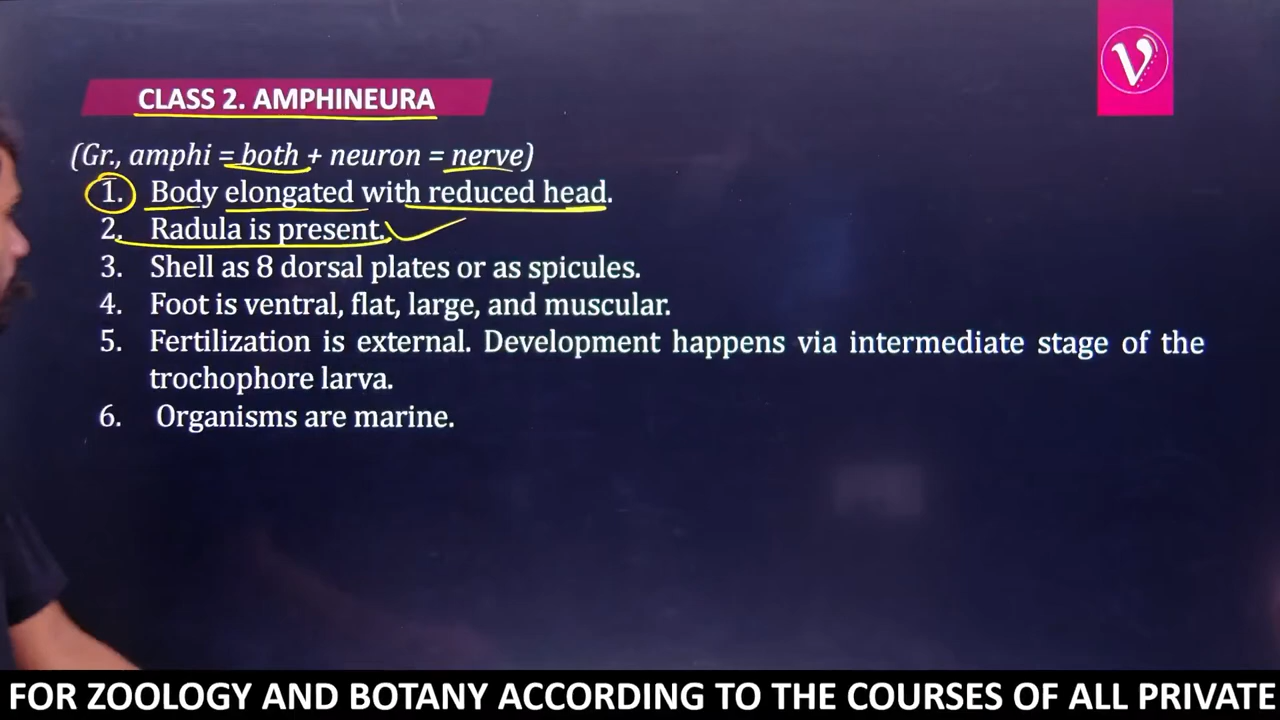 V
CLASS 2. AMPHINEURA
(Gr., amphi = both + neuron = nerve)
1. Body elongated with reduced head.
2. Radula is present.
3. Shell as 8 dorsal plates or as spicules.
4. Foot is ventral, flat, large, and muscular.
5. Fertilization is external. Development happens via intermediate stage of the
trochophore larva.
6. Organisms are marine.
FOR ZOOLOGY AND BOTANY ACCORDING TO THE COURSES OF ALL PRIVATE